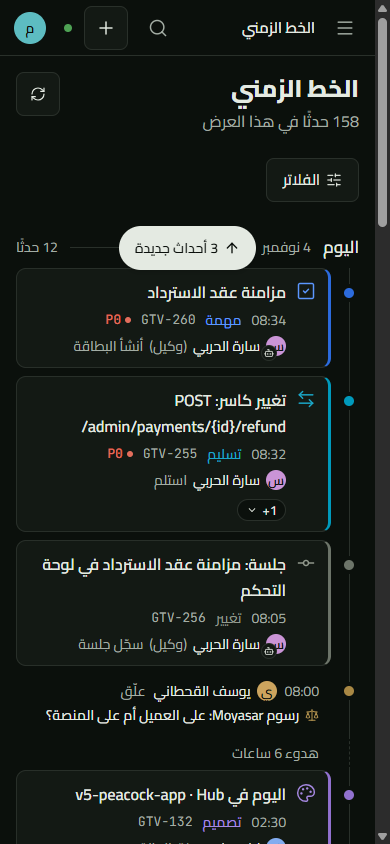 الخط الزمني
م
الخط الزمني
158 حدثًا في هذا العرض
الفلاتر
اليوم 4 نوفمبر
3 أحداث جديدة
12 حدثًا
مزامنة عقد الاسترداد
08:34 مهمة GTV-260 P0
سارة الحربي (وكيل) أنشأ البطاقة
تغيير كاسر: POST
/admin/payments/{id}/refund
08:32 تسليم GTV-255 P0
س سارة الحربي استلم
+1
جلسة: مزامنة عقد الاسترداد في لوحة
التحكم
08:05 تغيير GTV-256
سارة الحربي (وكيل) سجّل جلسة
08:00 ي يوسف القحطاني علّق
رسوم Moyasar: على العميل أم على المنصة؟
هدوء 6 ساعات
اليوم في v5-peacock-app · Hub
02:30 تصميم GTV-132